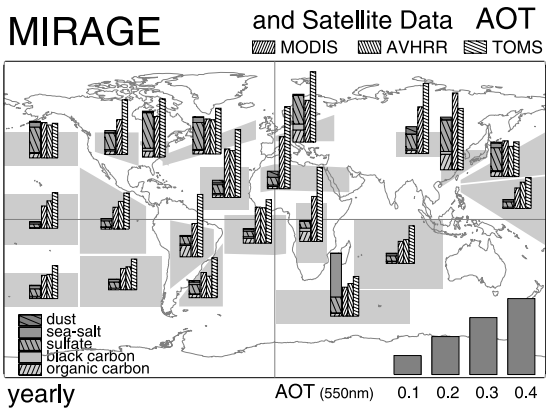 MIRAGE
and Satellite Data AOT
MODIS AVHRR TOMS
dust
sea-salt
sulfate
black carbon
organic carbon
yearly
AOT (550nm) 0.1 0.2 0.3 0.4